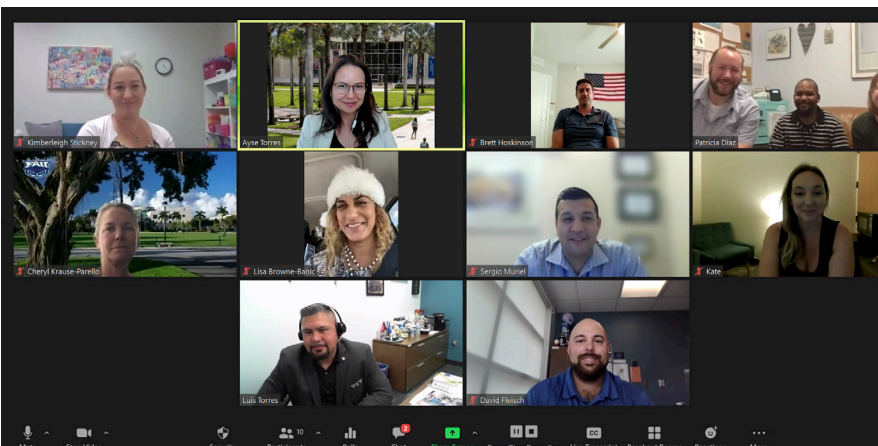 Kimberleigh Stickney
Ayse Torres
Brett Hoskinson
Patricia Diaz
FAU
Cheryl Krause-Parello
Lisa Browne-Banic
Sergio Muriel
Kate
Luis Torres
David Fleisch
10
2
CC